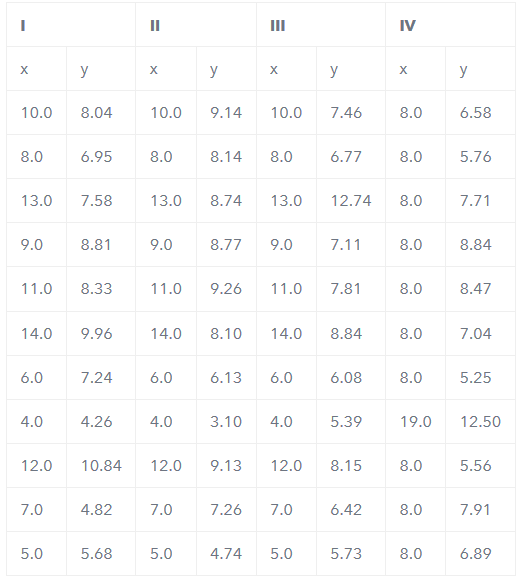 I II III IV
x y x y x y x y
10.0 8.04 10.0 9.14 10.0 7.46 8.0 6.58
8.0 6.95 8.0 8.14 8.0 6.77 8.0 5.76
13.0 7.58 13.0 8.74 13.0 12.74 8.0 7.71
9.0 8.81 9.0 8.77 9.0 7.11 8.0 8.84
11.0 8.33 11.0 9.26 11.0 7.81 8.0 8.47
14.0 9.96 14.0 8.10 14.0 8.84 8.0 7.04
6.0 7.24 6.0 6.13 6.0 6.08 8.0 5.25
4.0 4.26 4.0 3.10 4.0 5.39 19.0 12.50
12.0 10.84 12.0 9.13 12.0 8.15 8.0 5.56
7.0 4.82 7.0 7.26 7.0 6.42 8.0 7.91
5.0 5.68 5.0 4.74 5.0 5.73 8.0 6.89